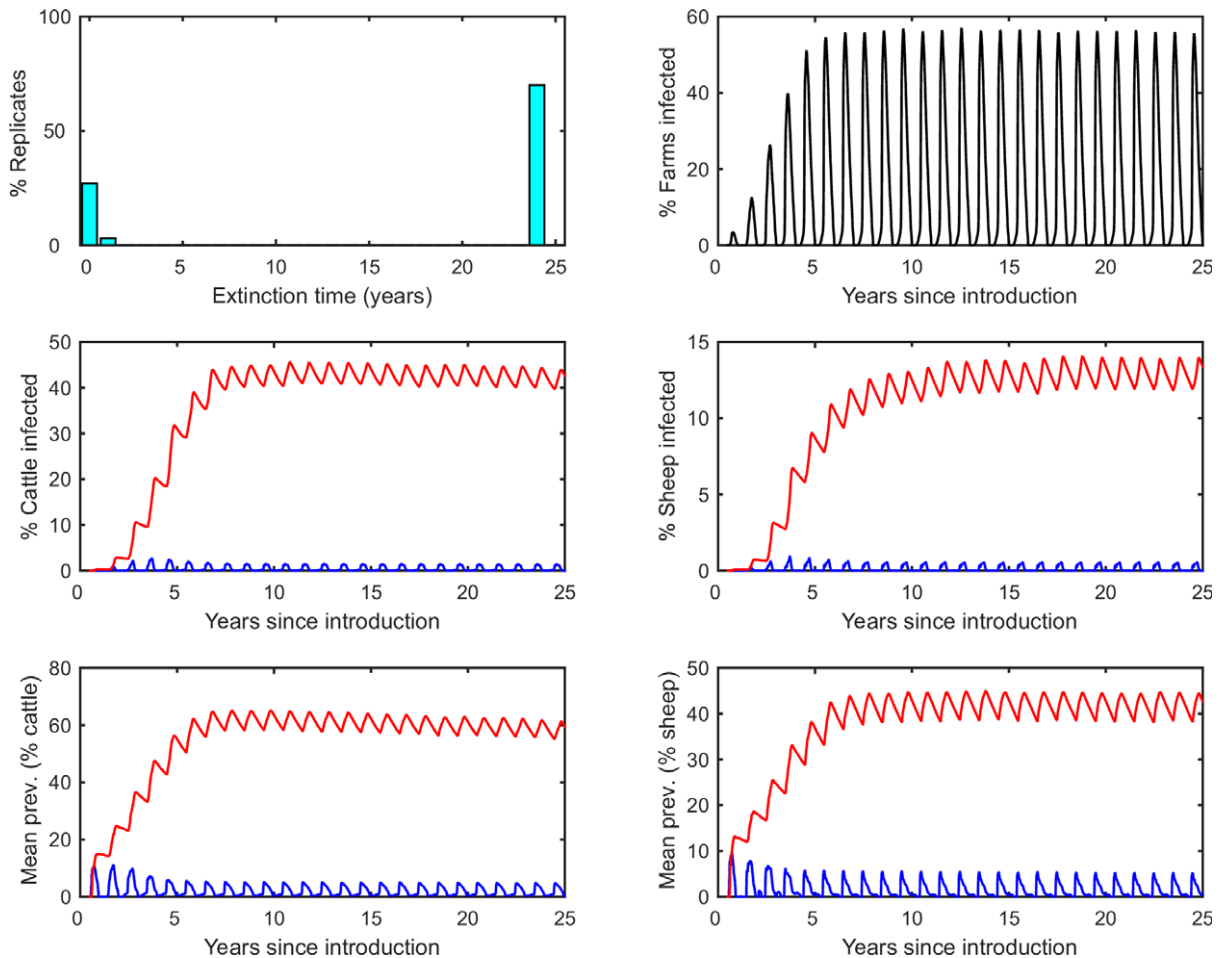 % Replicates
100
50
0
0 5 10 15 20 25
Extinction time (years)
% Farms infected
60
40
20
0
0 5 10 15 20 25
Years since introduction
% Cattle infected
50
40
30
20
10
0
0 5 10 15 20 25
Years since introduction
% Sheep infected
15
10
5
0
0 5 10 15 20 25
Years since introduction
Mean prev. (% cattle)
80
60
40
20
0
0 5 10 15 20 25
Years since introduction
Mean prev. (% sheep)
50
40
30
20
10
0
0 5 10 15 20 25
Years since introduction